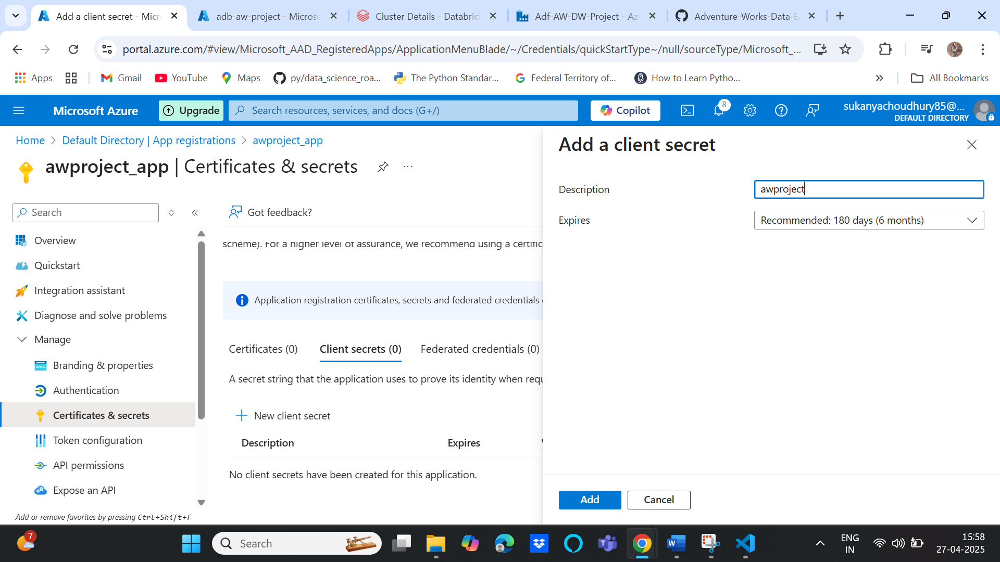 Add a client secret - Micr
adb-aw-project - Microso
Cluster Details - Databric
Adf-AW-DW-Project - Az
Adventure-Works-Data-E
portal.azure.com/#view/Microsoft_AAD_RegisteredApps/ApplicationMenuBlade/~/Credentials/quickStartType~/null/sourceType/Microsoft_...
Apps
Gmail
YouTube
Maps
py/data_science_roa...
The Python Standar...
Federal Territory of...
How to Learn Pytho...
All Bookmarks
Microsoft Azure
Upgrade
Search resources, services, and docs (G+/)
Copilot
8
sukanyachoudhury85@...
DEFAULT DIRECTORY
Home > Default Directory | App registrations > awproject_app
awproject_app | Certificates & secrets
...
Search
Overview
Quickstart
Integration assistant
Diagnose and solve problems
Manage
Branding & properties
Authentication
Certificates & secrets
Token configuration
API permissions
Expose an API
Add or remove favorites by pressing Ctrl+Shift+F
Got feedback?
scheme). For a higher level of assurance, we recommend using a certific
Application registration certificates, secrets and federated credentials
Certificates (0)
Client secrets (0)
Federated credentials (0)
A secret string that the application uses to prove its identity when requ
New client secret
Description
Expires
No client secrets have been created for this application.
Add a client secret
Description
awproject
Expires
Recommended: 180 days (6 months)
Add
Cancel
7
Search
ENG
IN
15:58
27-04-2025